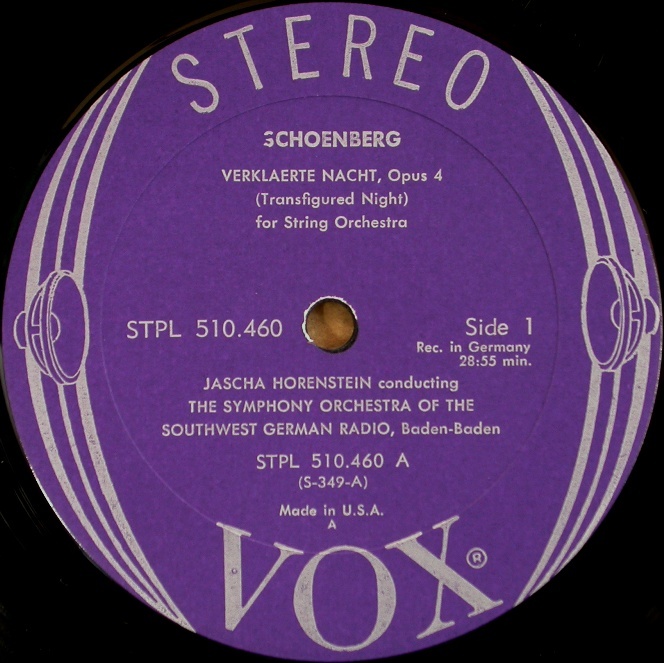 STEREO
SCHOENBERG
VERKLAERTE NACHT, Opus 4
(Transfigured Night)
for String Orchestra
STPL 510.460
Side 1
Rec. in Germany
28:55 min.
JASCHA HORENSTEIN conducting
THE SYMPHONY ORCHESTRA OF THE
SOUTHWEST GERMAN RADIO, Baden-Baden
STPL 510.460 A
(S-349-A)
Made in U.S.A.
A
VOX®